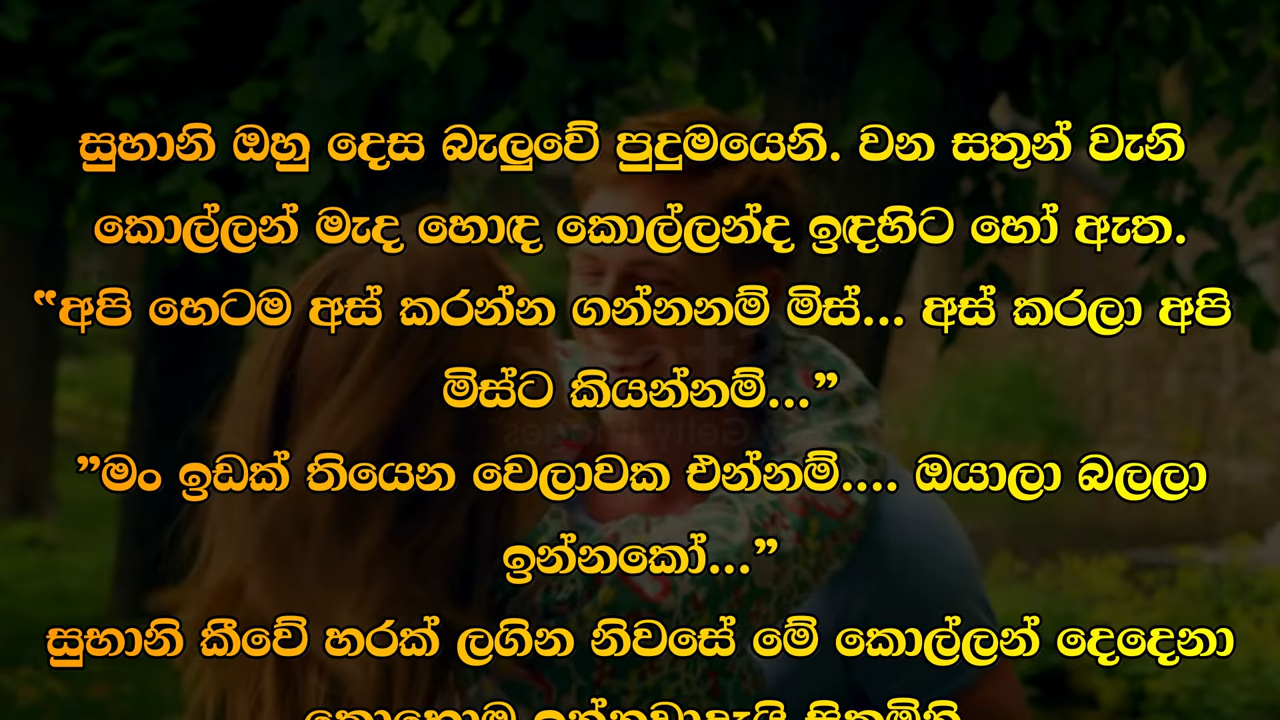 සුහානි ඔහු දෙස බැලුවේ පුදුමයෙනි. වන සතුන් වැනි
කොල්ලන් මැද හොඳ කොල්ලන්ද ඉඳහිට හෝ ඇත.
“අපි හෙටම අස් කරන්න ගන්නනම් මිස්... අස් කරලා අපි
මිස්ට කියන්නම්...”
”මං ඉඩක් තියෙන වෙලාවක එන්නම්.... ඔයාලා බලලා
ඉන්නකෝ...”
සුභානි කීවේ හරක් ලගින නිවසේ මේ කොල්ලන් දෙදෙනා